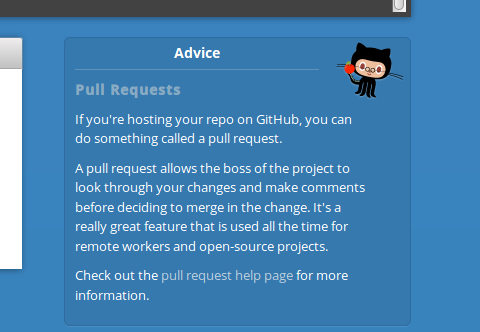 Advice
Pull Requests
If you're hosting your repo on GitHub, you can
do something called a pull request.
A pull request allows the boss of the project to
look through your changes and make comments
before deciding to merge in the change. It's a
really great feature that is used all the time for
remote workers and open-source projects.
Check out the pull request help page for more
information.